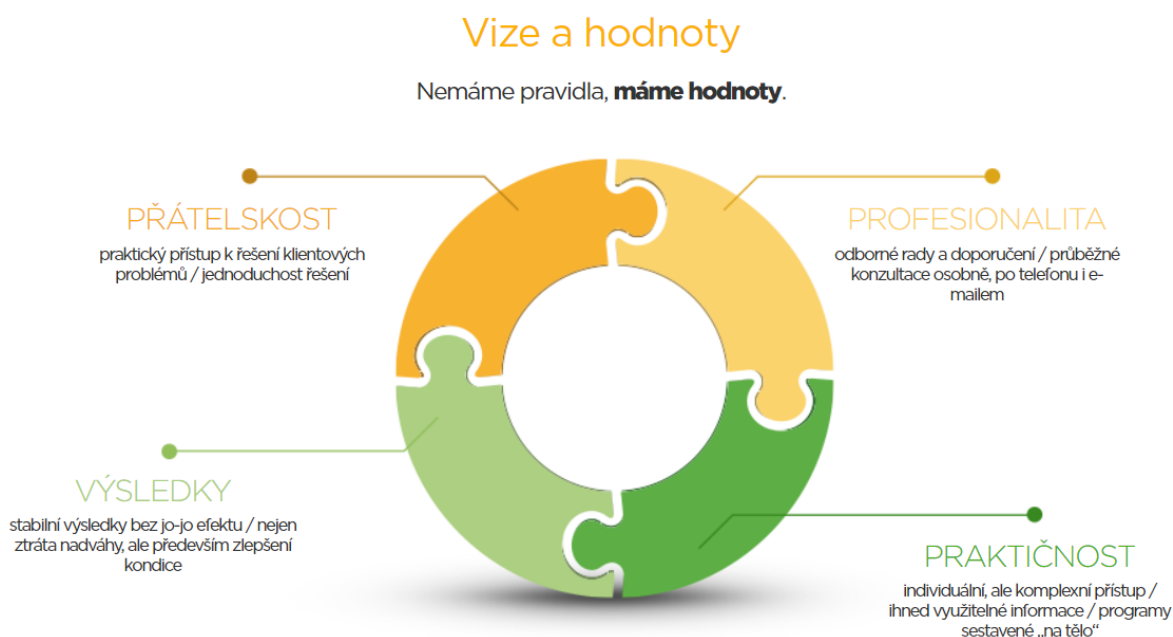 Vize a hodnoty
Nemáme pravidla, máme hodnoty.
PŘÁTELSKOST
praktický přístup k řešení klientových
problémů / jednoduchost řešení
PROFESIONALITA
odborné rady a doporučení / průběžné
konzultace osobně, po telefonu i e-
mailem
VÝSLEDKY
stabilní výsledky bez jo-jo efektu / nejen
ztráta nadváhy, ale především zlepšení
kondice
PRAKTIČNOST
individuální, ale komplexní přístup /
ihned využitelné informace / programy
sestavené „na tělo“